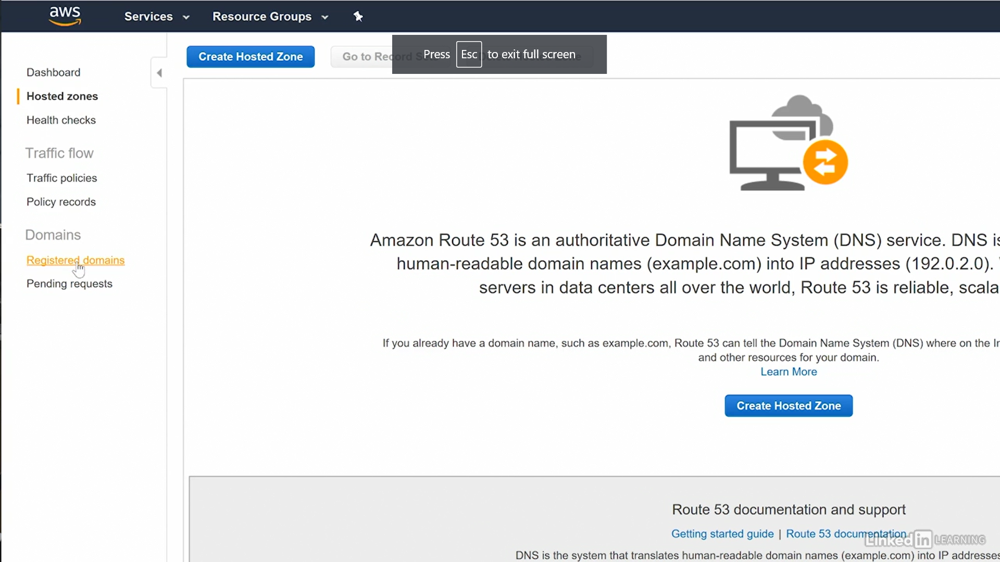 aws
Services
Resource Groups
Press Esc to exit full screen
Create Hosted Zone
Go to Rec
Dashboard
Hosted zones
Health checks
Traffic flow
Traffic policies
Policy records
Domains
Registered domains
Pending requests
Amazon Route 53 is an authoritative Domain Name System (DNS) service. DNS is
human-readable domain names (example.com) into IP addresses (192.0.2.0).
servers in data centers all over the world, Route 53 is reliable, scala
If you already have a domain name, such as example.com, Route 53 can tell the Domain Name System (DNS) where on the In
and other resources for your domain.
Learn More
Create Hosted Zone
Route 53 documentation and support
Getting started guide | Route 53 documentation
Linked in LEARNING
DNS is the system that translates human-readable domain names (example.com) into IP addresses